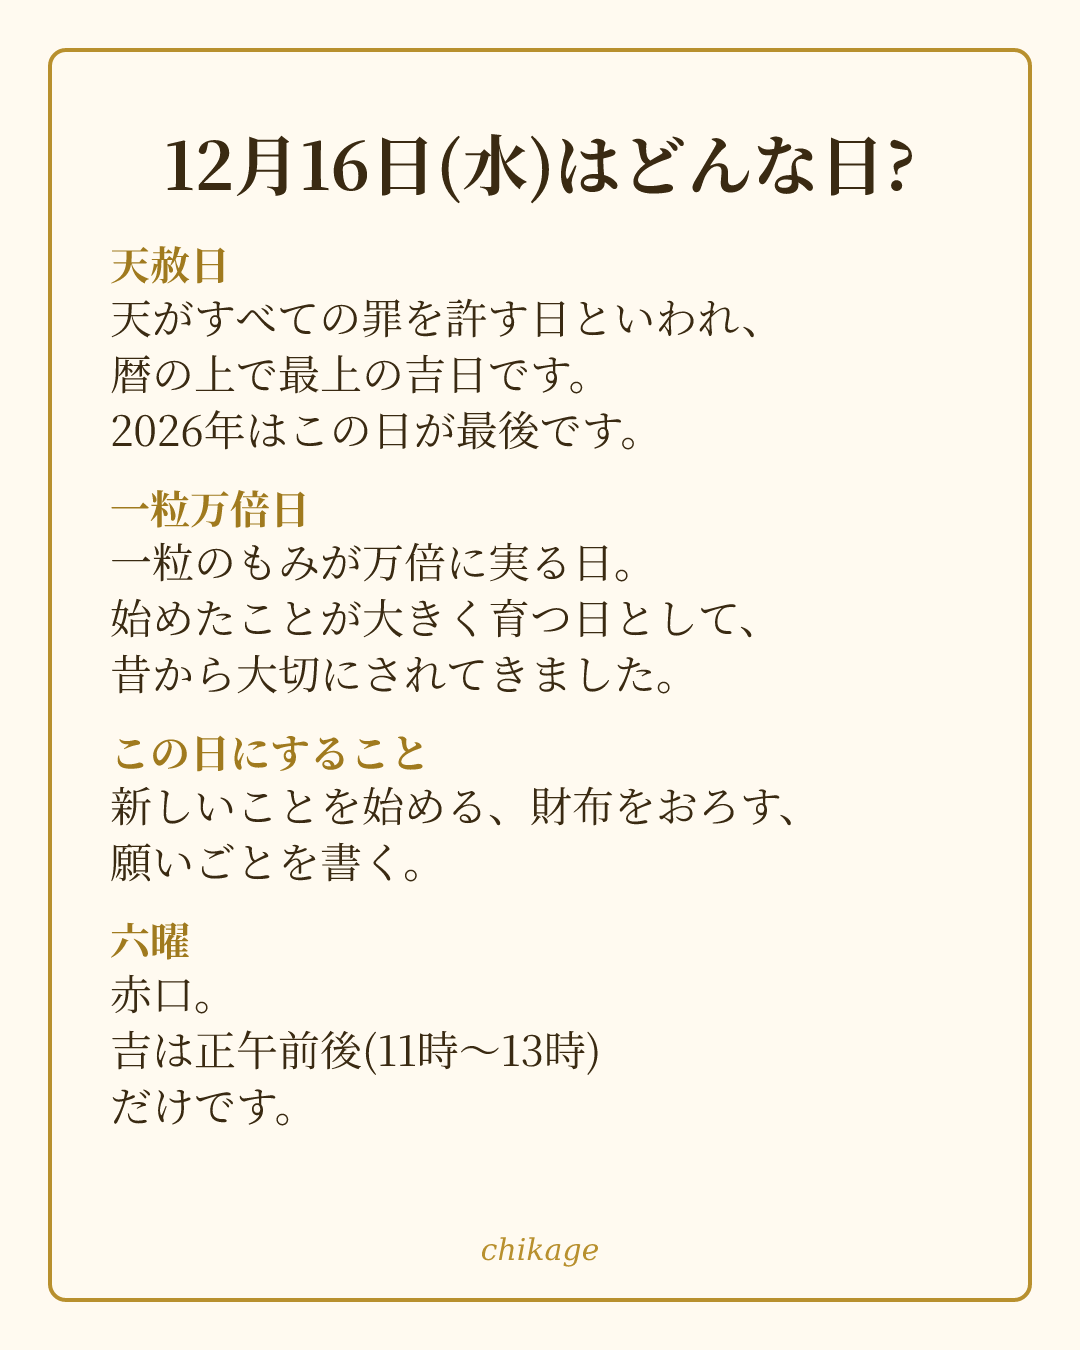 12月16日(水)はどんな日?
天赦日
天がすべての罪を許す日といわれ、
暦の上で最上の吉日です。
2026年はこの日が最後です。
一粒万倍日
一粒のもみが万倍に実る日。
始めたことが大きく育つ日として、
昔から大切にされてきました。
この日にすること
新しいことを始める、財布をおろす、
願いごとを書く。
六曜
赤口。
吉は正午前後(11時〜13時)
だけです。
chikage